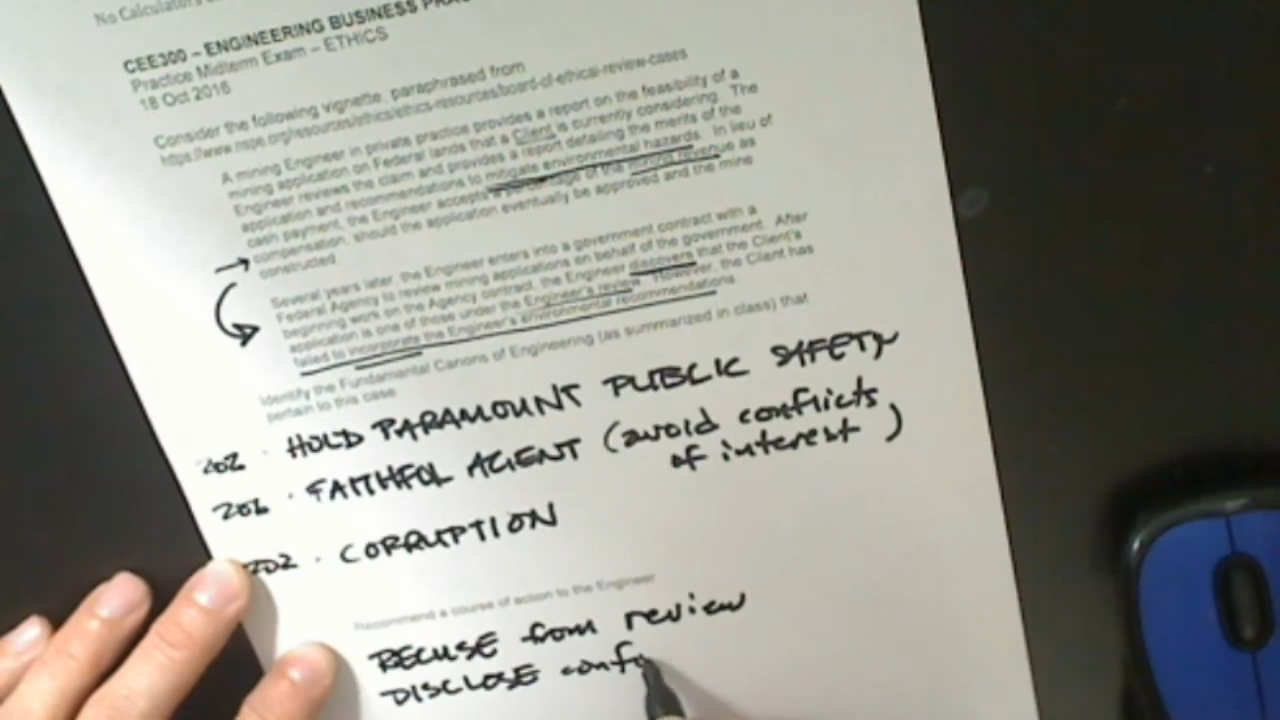 No Calculators
CEE300 – ENGINEERING BUSINESS PRAC
Practice Midterm Exam – ETHICS
18 Oct 2016
Consider the following vignette, paraphrased from
https://www.nspe.org/resources/ethics/ethics-resources/board-of-ethical-review-cases
A mining Engineer in private practice provides a report on the feasibility of a
mining application on Federal lands that a Client is currently considering. The
Engineer reviews the claim and provides a report detailing the merits of the
application and recommendations to mitigate environmental hazards. In lieu of
cash payment, the Engineer accepts a percentage of the mining revenue as
compensation, should the application eventually be approved and the mine
constructed.
Several years later, the Engineer enters into a government contract with a
Federal Agency to review mining applications on behalf of the government. After
beginning work on the Agency contract, the Engineer discovers that the Client's
application is one of those under the Engineer's review. However, the Client has
failed to incorporate the Engineer's environmental recommendations.
Identify the Fundamental Canons of Engineering (as summarized in class) that
pertain to this case.
202 · HOLD PARAMOUNT PUBLIC SAFETY
206 · FAITHFUL AGENT (avoid conflicts
of interest)
202 · CORRUPTION
Recommend a course of action to the Engineer
RECUSE from review
DISCLOSE